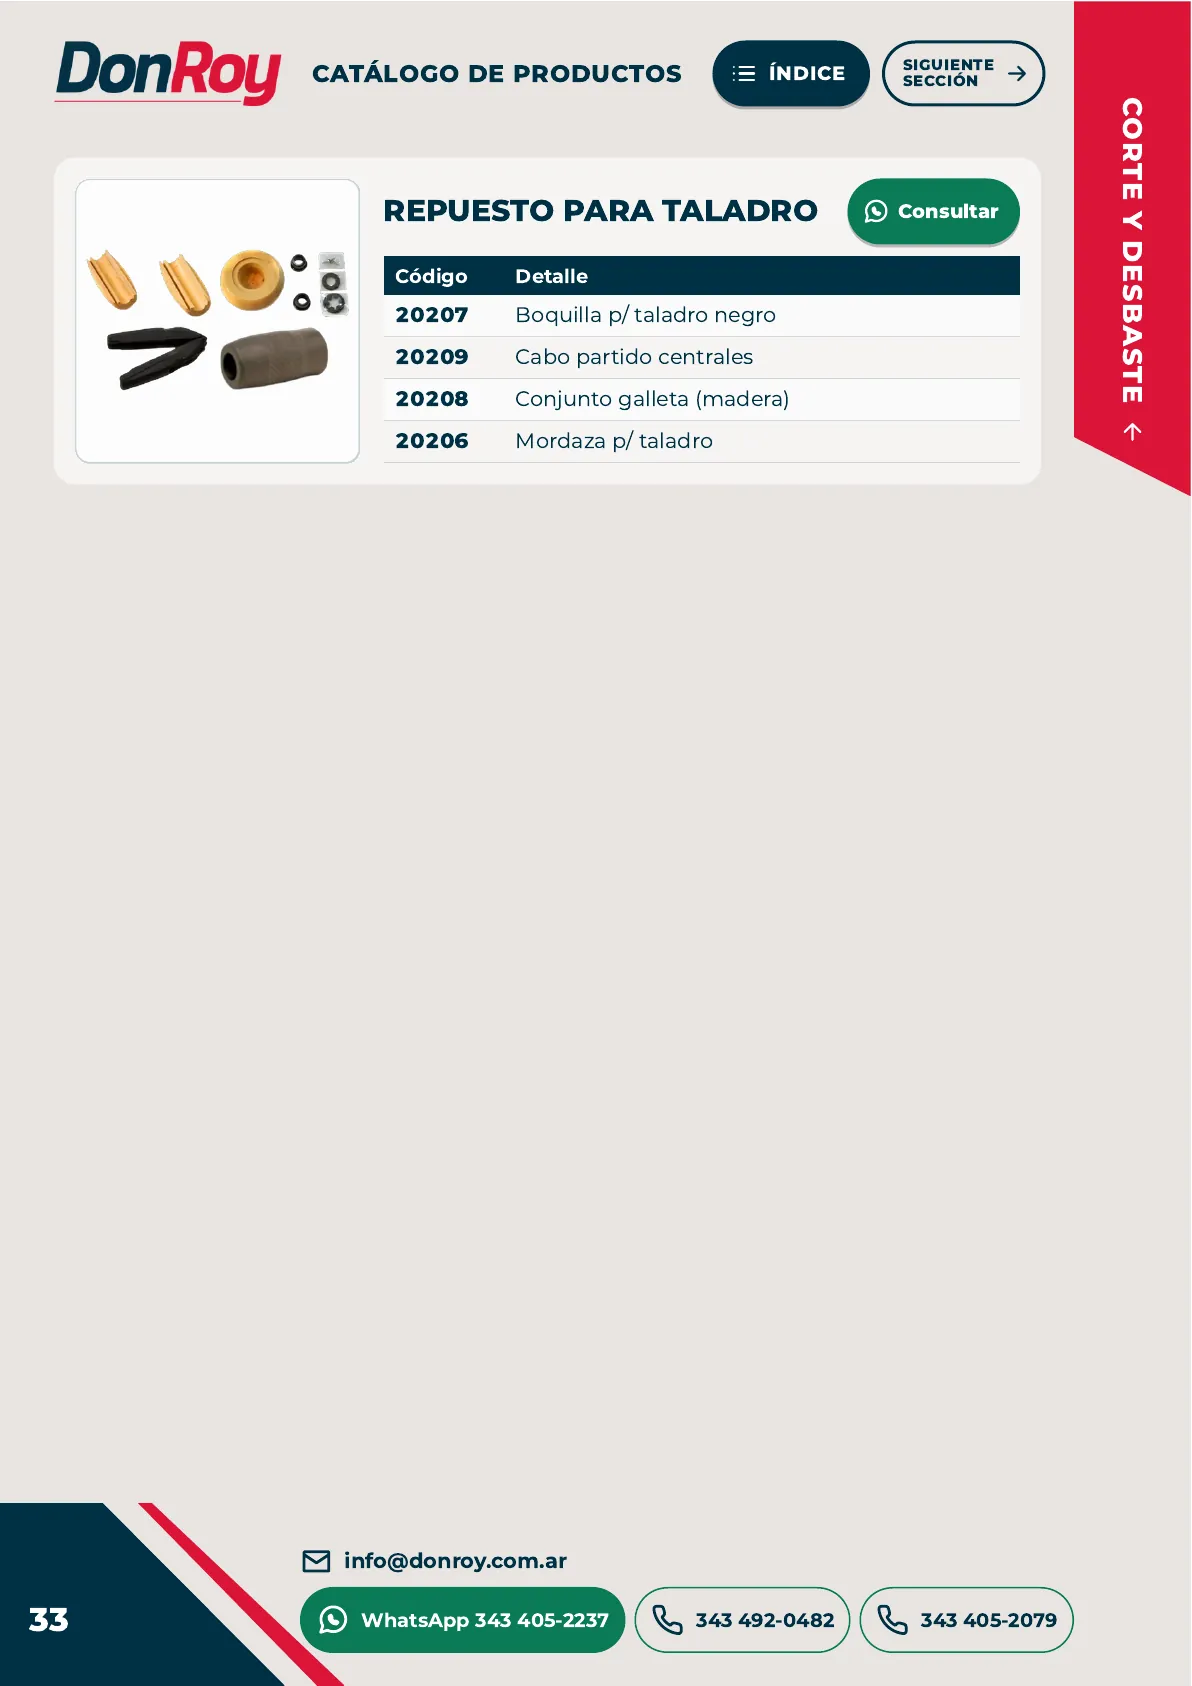 DonRoy
CATÁLOGO DE PRODUCTOS
ÍNDICE
SIGUIENTE
SECCIÓN
CORTE Y DESBASTE
REPUESTO PARA TALADRO
Consultar
Código Detalle
20207 Boquilla p/ taladro negro
20209 Cabo partido centrales
20208 Conjunto galleta (madera)
20206 Mordaza p/ taladro
info@donroy.com.ar
33
WhatsApp 343 405-2237
343 492-0482
343 405-2079